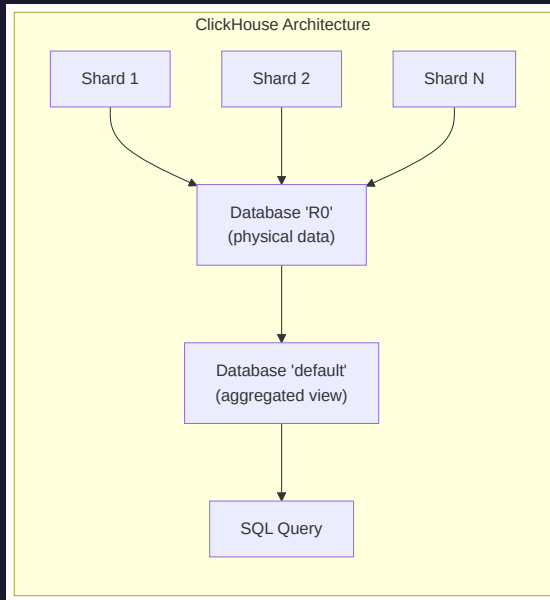 ClickHouse Architecture
Shard 1
Shard 2
Shard N
Database 'R0'
(physical data)
Database 'default'
(aggregated view)
SQL Query